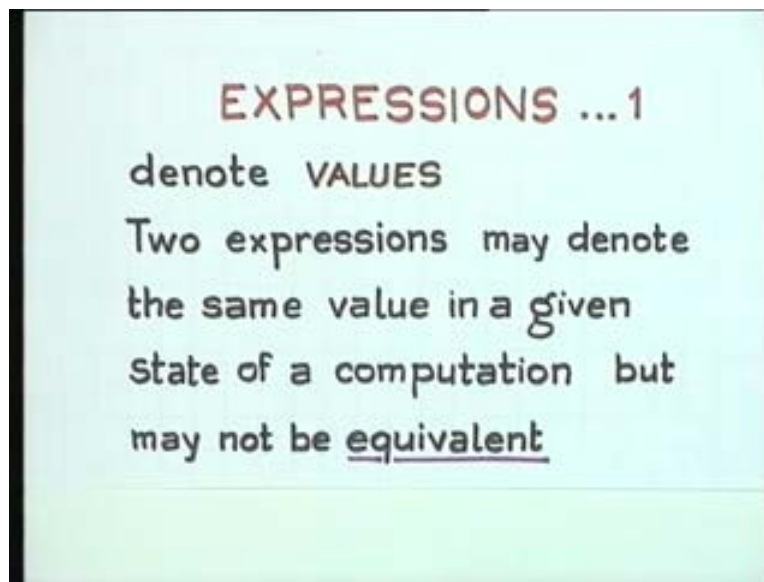 EXPRESSIONS ... 1
denote VALUES
Two expressions may denote
the same value in a given
state of a computation but
may not be equivalent